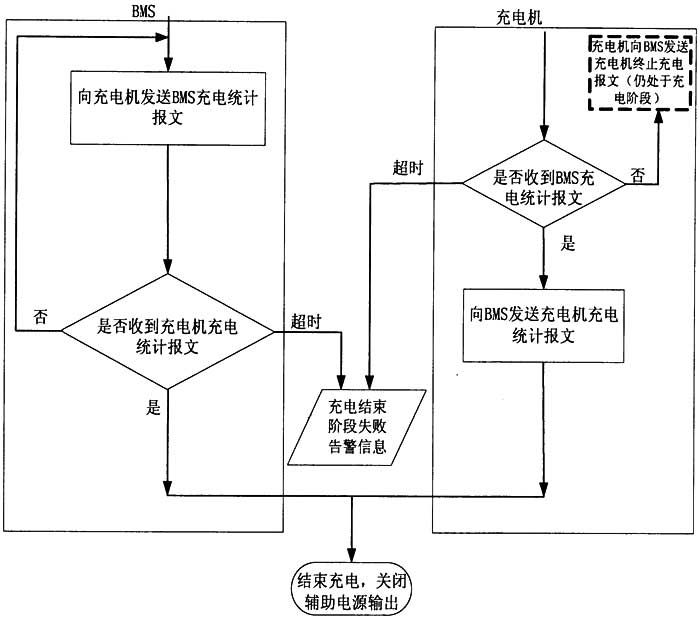 BMS
充电机
向充电机发送BMS充电统计
报文
充电机向BMS发送
充电机终止充电
报文（仍处于充
电阶段）
是否收到BMS充
电统计报文
超时
否
是
向BMS发送充电机充电
统计报文
是否收到充电机充电
统计报文
否
超时
是
充电结束
阶段失败
告警信息
结束充电，关闭
辅助电源输出